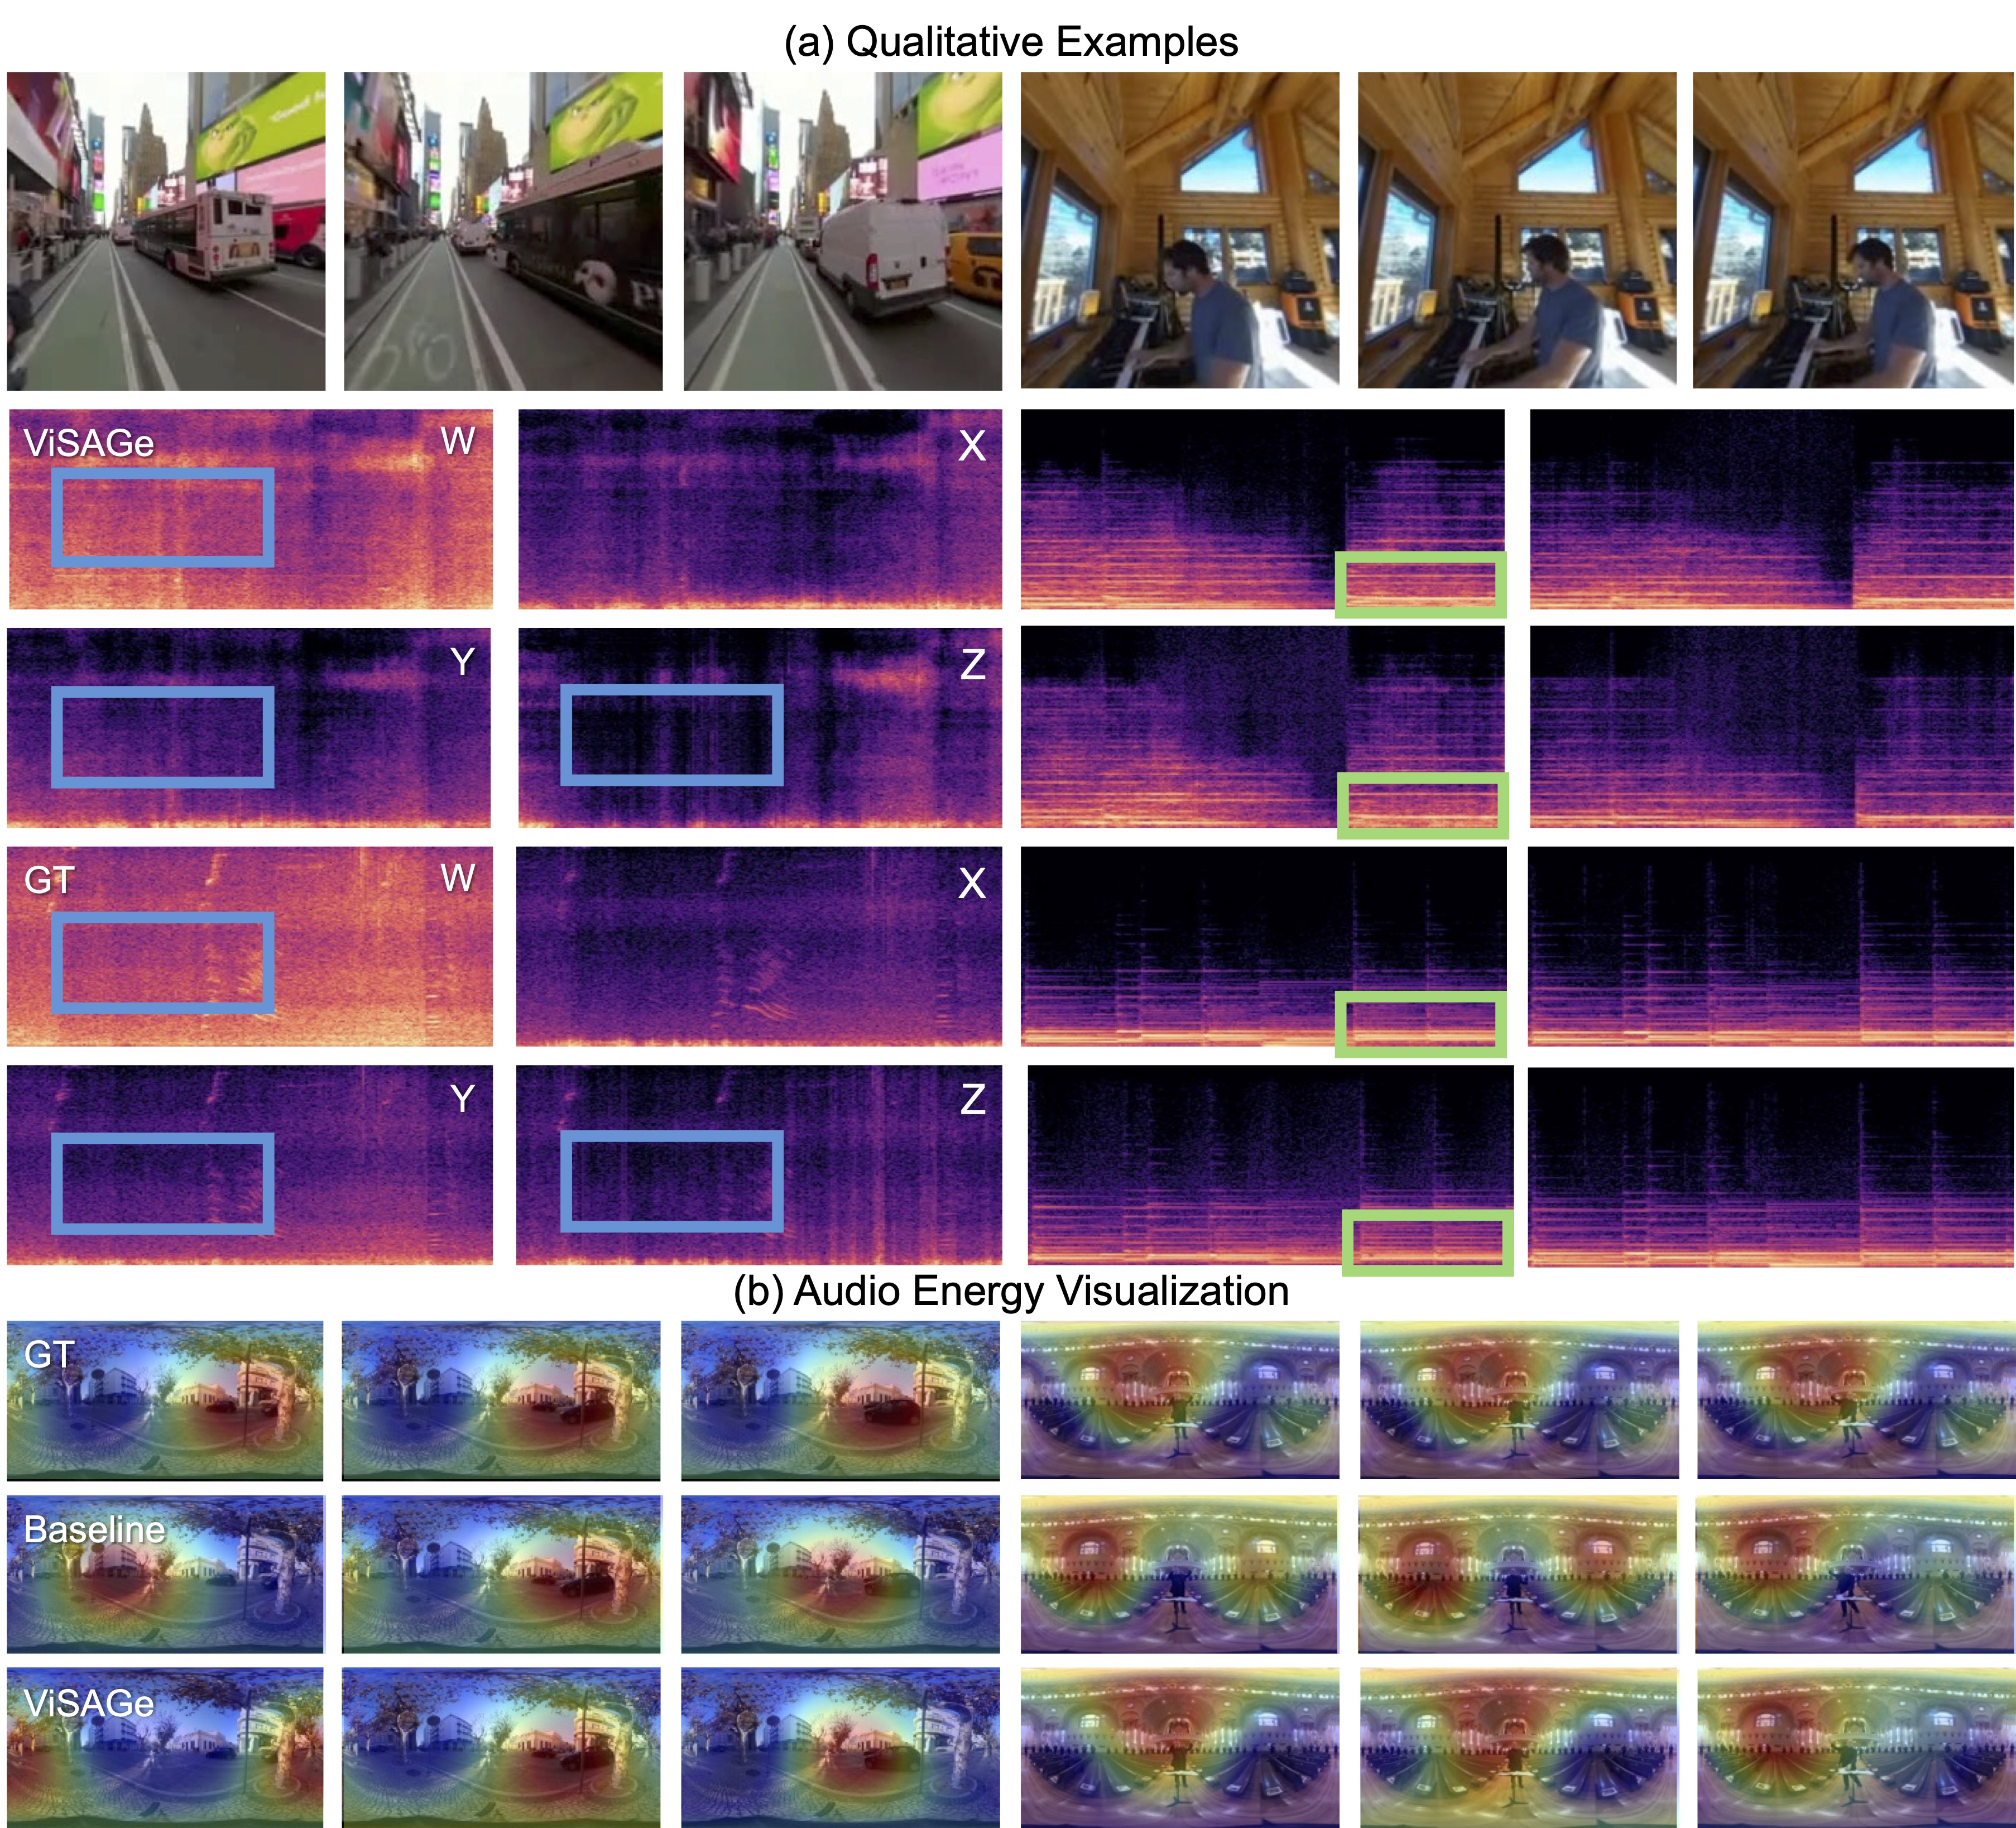 (a) Qualitative Examples
ViSAGe
W
X
Y
Z
GT
W
X
Y
Z
(b) Audio Energy Visualization
GT
Baseline
ViSAGe